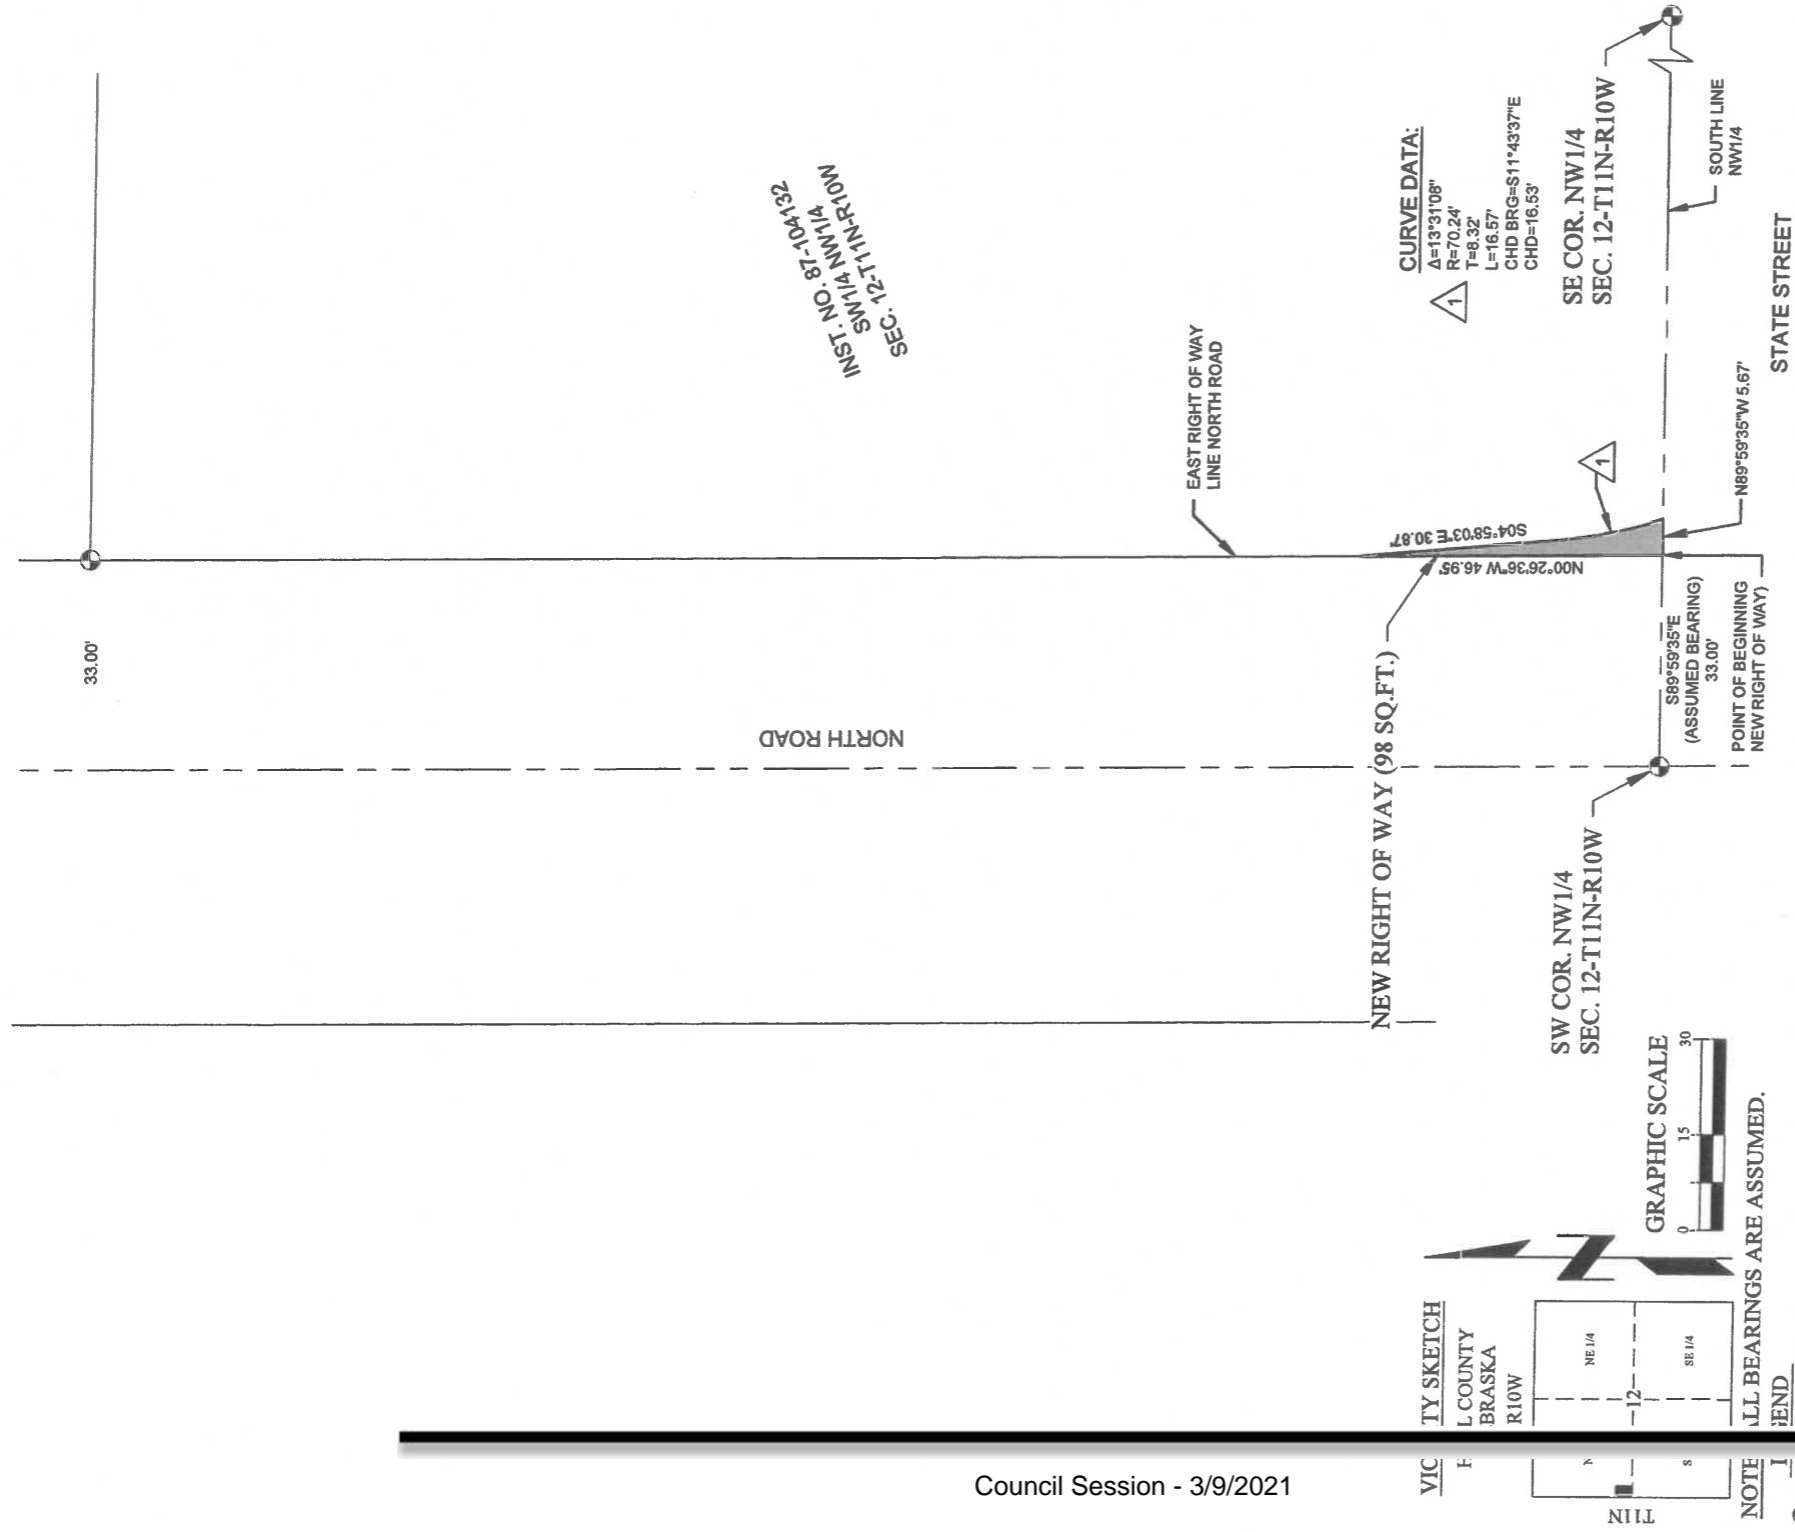 33.00'
NORTH ROAD
INST. NO. 87-104132
SW1/4 NW1/4
SEC. 12-T11N-R10W
EAST RIGHT OF WAY
LINE NORTH ROAD
CURVE DATA:
Δ=13°31'08"
R=70.24'
T=8.32'
L=16.57'
CHD BRG=S11°43'37"E
CHD=16.53'
1
SE COR. NW1/4
SEC. 12-T11N-R10W
SOUTH LINE
NW1/4
STATE STREET
N89°59'35"W 5.67'
1
S04°58'03"E 30.87'
N00°26'36"W 46.95'
NEW RIGHT OF WAY (98 SQ.FT.)
S89°59'35"E
(ASSUMED BEARING)
33.00'
POINT OF BEGINNING
NEW RIGHT OF WAY)
SW COR. NW1/4
SEC. 12-T11N-R10W
GRAPHIC SCALE
0 15 30
VIC TY SKETCH
L COUNTY
BRASKA
R10W
T11N
NE 1/4
12
S SE 1/4
NOTE ALL BEARINGS ARE ASSUMED.
GEND
Council Session - 3/9/2021